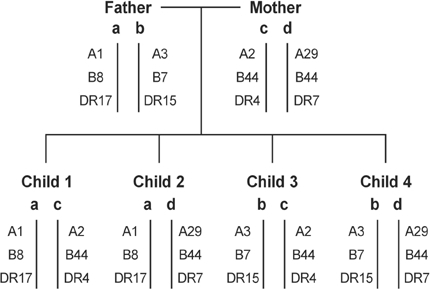 Father Mother
a b c d
A1 A3 A2 A29
B8 B7 B44 B44
DR17 DR15 DR4 DR7
Child 1 Child 2 Child 3 Child 4
a c a d b c b d
A1 A2 A1 A29 A3 A2 A3 A29
B8 B44 B8 B44 B7 B44 B7 B44
DR17 DR4 DR17 DR7 DR15 DR4 DR15 DR7